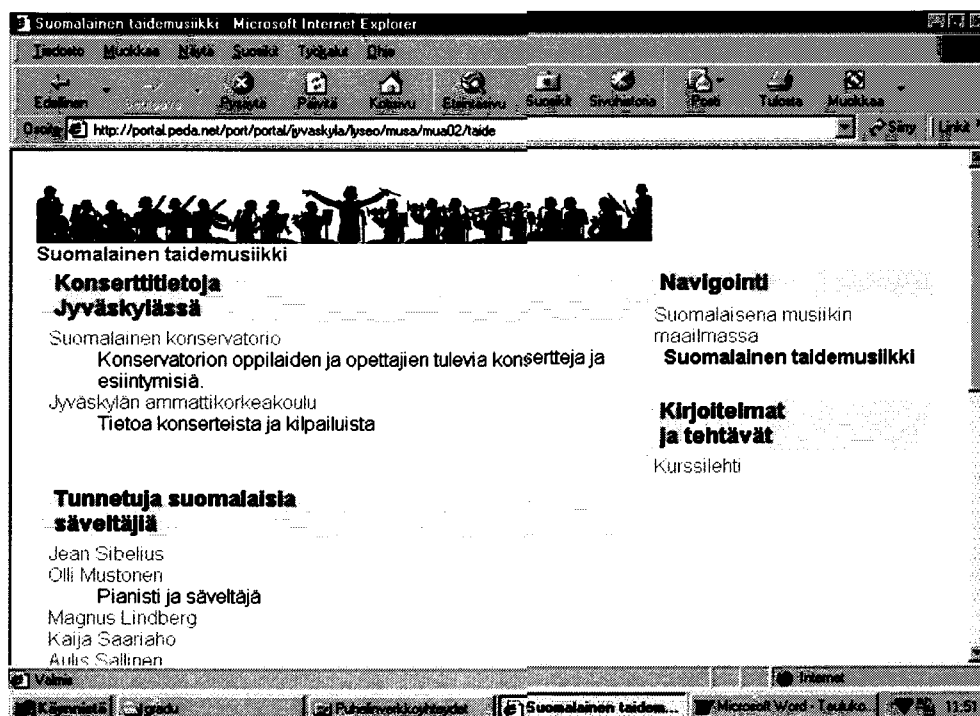 Suomalainen taidemusiikki - Microsoft Internet Explorer
Tiedosto Muokkaa Näytä Suosikit Työkalut Ohje
Edellinen Pysäytä Päivitä Kotisivu Etsintäsivu Suosikit Sivuhistoria Posti Tulosta Muokkaa
Osoite http://portal.peda.net/port/portal/jyvaskyla/lyseo/musa/mua02/taide Siirry Linkit
Suomalainen taidemusiikki
Konserttitietoja
Jyväskylässä
Suomalainen konservatorio
Konservatorion oppilaiden ja opettajien tulevia konsertteja ja
esiintymisiä.
Jyväskylän ammattikorkeakoulu
Tietoa konserteista ja kilpailuista
Tunnetuja suomalaisia
säveltäjiä
Jean Sibelius
Olli Mustonen
Pianisti ja säveltäjä
Magnus Lindberg
Kaija Saariaho
Aulis Sallinen
Navigointi
Suomalaisena musiikin
maailmassa
Suomalainen taidemusiikki
Kirjoitelmat
ja tehtävät
Kurssilehti
Valmis Internet
Käynnistä gradu Puhelinverkkoyhteydet Suomalainen taidem... Microsoft Word - Tauluko... 11:51